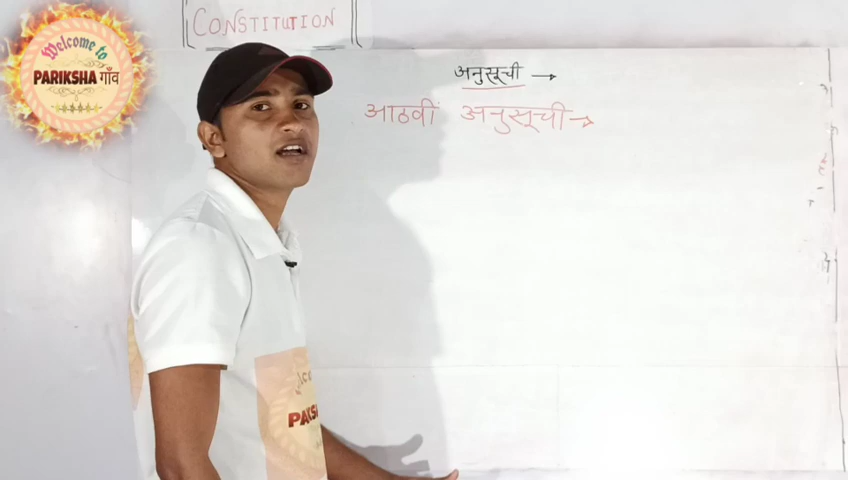 CONSTITUTION
Welcome to
PARIKSHA गाँव
अनुसूची →
आठवीं अनुसूची →